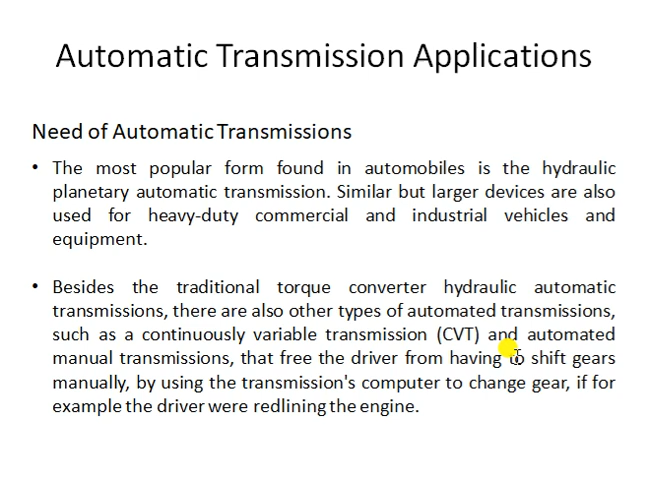 Automatic Transmission Applications
Need of Automatic Transmissions
• The most popular form found in automobiles is the hydraulic
planetary automatic transmission. Similar but larger devices are also
used for heavy-duty commercial and industrial vehicles and
equipment.
• Besides the traditional torque converter hydraulic automatic
transmissions, there are also other types of automated transmissions,
such as a continuously variable transmission (CVT) and automated
manual transmissions, that free the driver from having to shift gears
manually, by using the transmission's computer to change gear, if for
example the driver were redlining the engine.